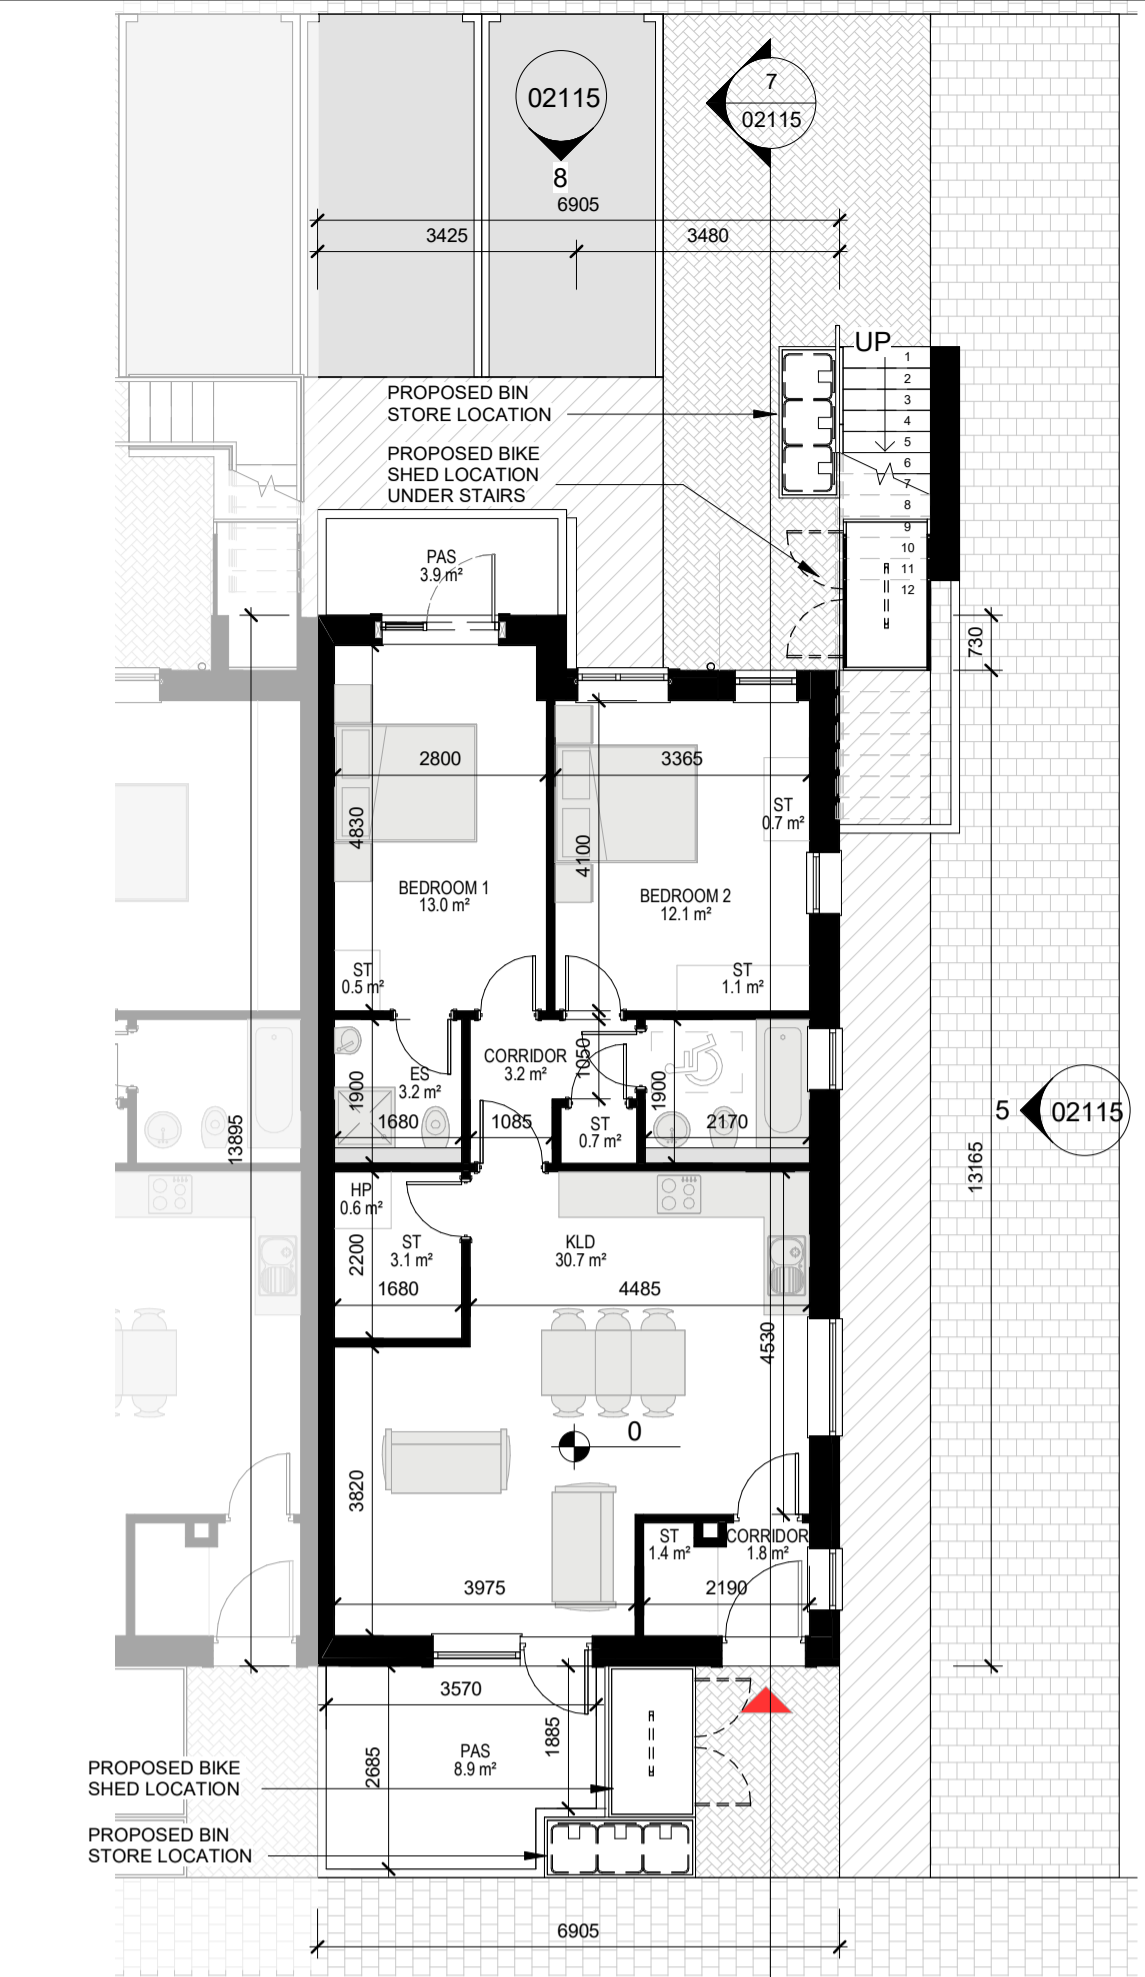 02115
8
7
02115
6905
3425
3480
UP
1
2
3
4
5
6
7
8
9
10
11
12
PROPOSED BIN
STORE LOCATION
PROPOSED BIKE
SHED LOCATION
UNDER STAIRS
PAS
3.9 m²
730
2800
3365
4830
4100
ST
0.7 m²
BEDROOM 1
13.0 m²
BEDROOM 2
12.1 m²
ST
0.5 m²
ST
1.1 m²
CORRIDOR
3.2 m²
1050
ES
3.2 m²
1900
1900
1680
1085
ST
0.7 m²
2170
5
02115
13895
13165
HP
0.6 m²
ST
3.1 m²
2200
KLD
30.7 m²
1680
4485
4530
0
3820
ST
1.4 m²
CORRIDOR
1.8 m²
3975
2190
3570
1885
2685
PAS
8.9 m²
PROPOSED BIKE
SHED LOCATION
PROPOSED BIN
STORE LOCATION
6905